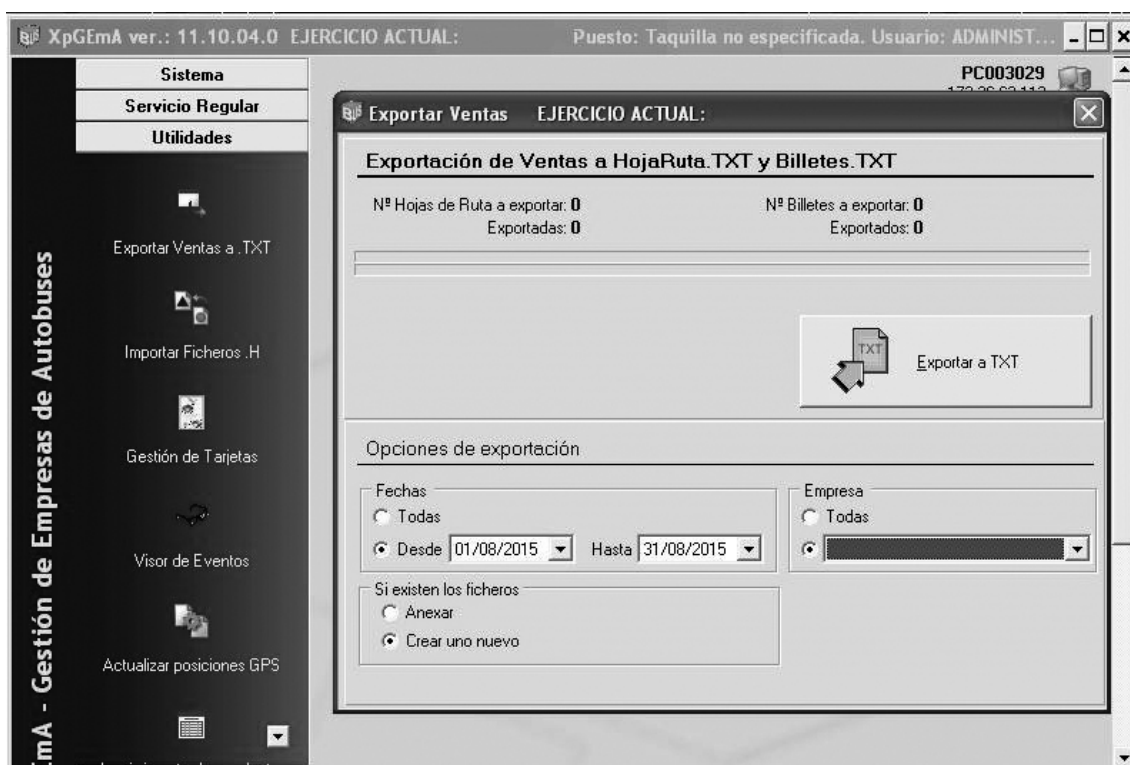 XpGEmA ver.: 11.10.04.0 EJERCICIO ACTUAL: Puesto: Taquilla no especificada. Usuario: ADMINIST...
Sistema
Servicio Regular
Utilidades
Exportar Ventas a .TXT
Importar Ficheros .H
Gestión de Tarjetas
Visor de Eventos
Actualizar posiciones GPS
EmA - Gestión de Empresas de Autobuses
PC003029
Exportar Ventas EJERCICIO ACTUAL:
Exportación de Ventas a HojaRuta.TXT y Billetes.TXT
Nº Hojas de Ruta a exportar: 0 Nº Billetes a exportar: 0
Exportadas: 0 Exportados: 0
TXT
Exportar a TXT
Opciones de exportación
Fechas
Todas
Desde 01/08/2015 Hasta 31/08/2015
Empresa
Todas
Si existen los ficheros
Anexar
Crear uno nuevo